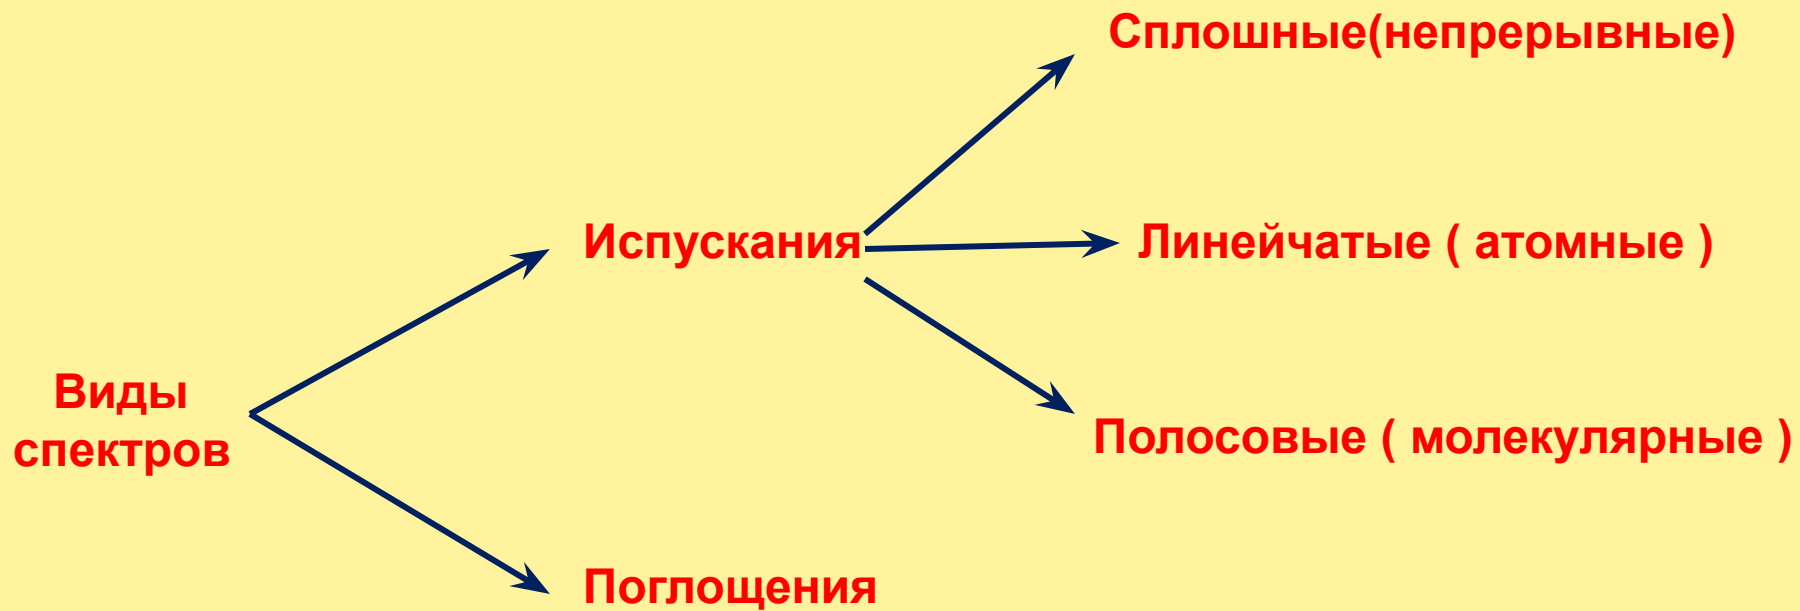 Сплошные(непрерывные)
Испускания
Линейчатые ( атомные )
Виды
спектров
Полосовые ( молекулярные )
Поглощения